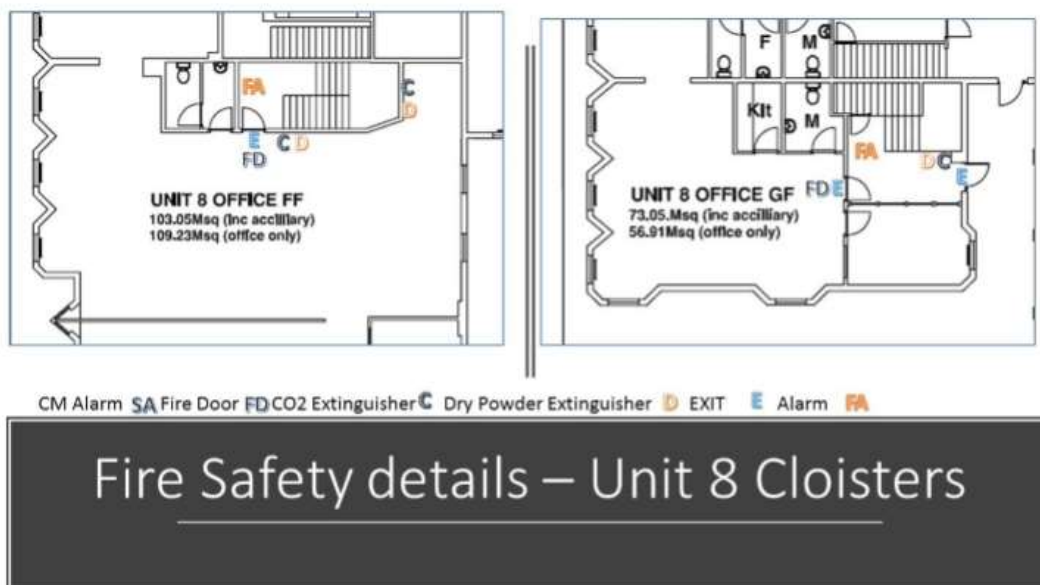 FA
C
D
E
C D
FD
UNIT 8 OFFICE FF
103.05Msq (inc accilliary)
109.23Msq (office only)
F
M
Kit
M
FA
D C
E
FD E
UNIT 8 OFFICE GF
73.05.Msq (inc accilliary)
56.91Msq (office only)
CM Alarm SA Fire Door FD CO2 Extinguisher C Dry Powder Extinguisher D EXIT E Alarm FA
Fire Safety details – Unit 8 Cloisters